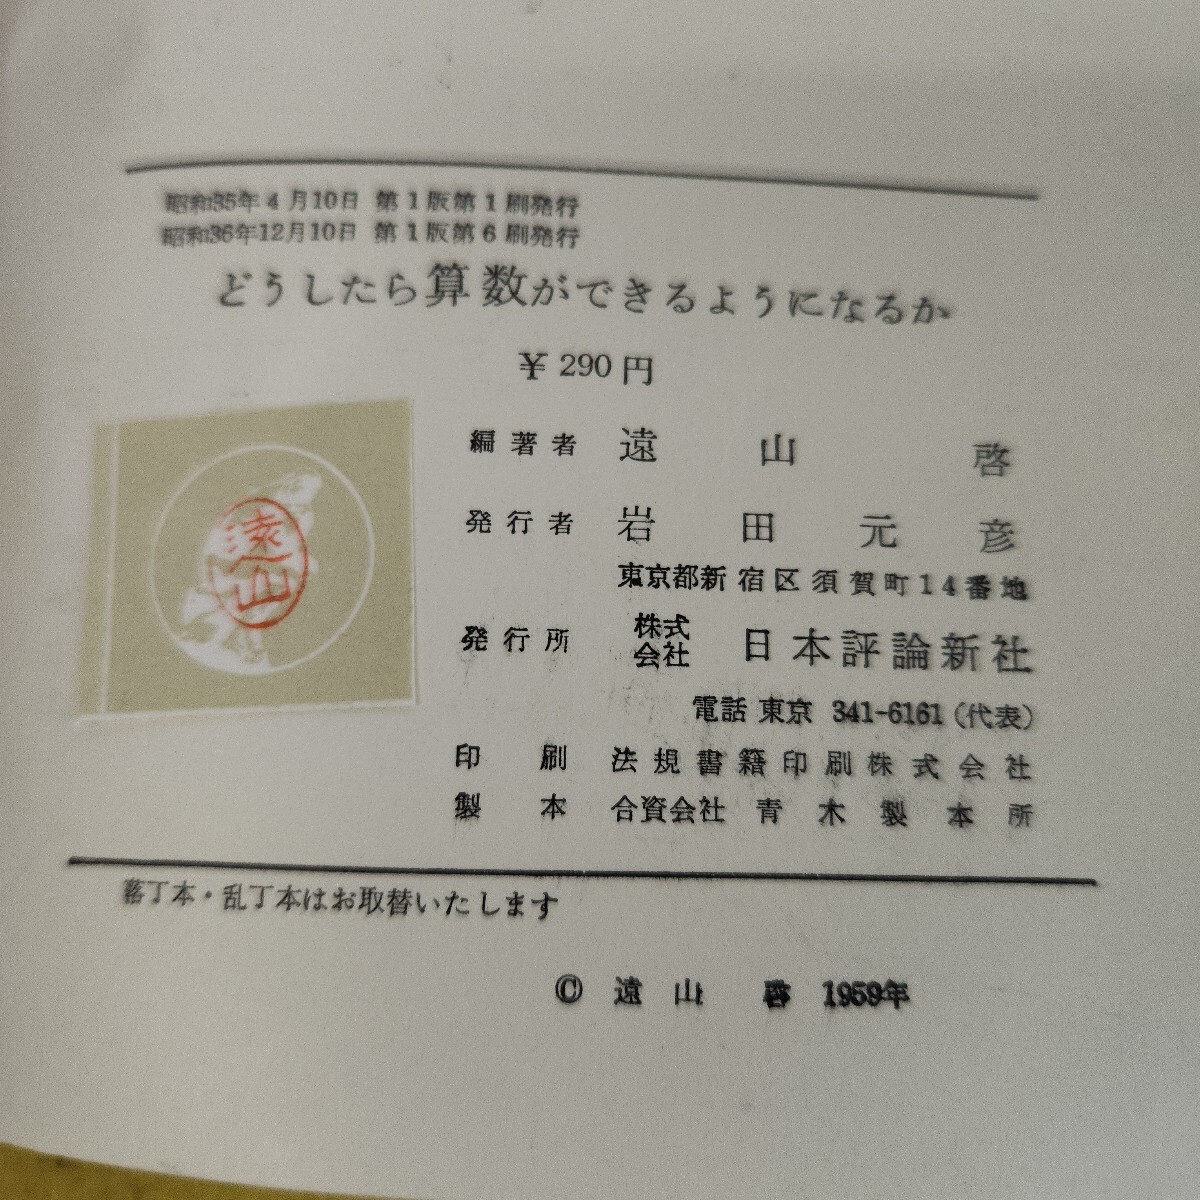 昭和35年4月10日 第1版第1刷発行
昭和36年12月10日 第1版第6刷発行
どうしたら算数ができるようになるか
¥290円
遠山
編著者 遠山 啓
発行者 岩田元彦
東京都新宿区須賀町14番地
発行所 株式会社 日本評論新社
電話 東京 341-6161(代表)
印刷 法規書籍印刷株式会社
製本 合資会社 青木製本所
落丁本・乱丁本はお取替いたします
© 遠山 啓 1959年